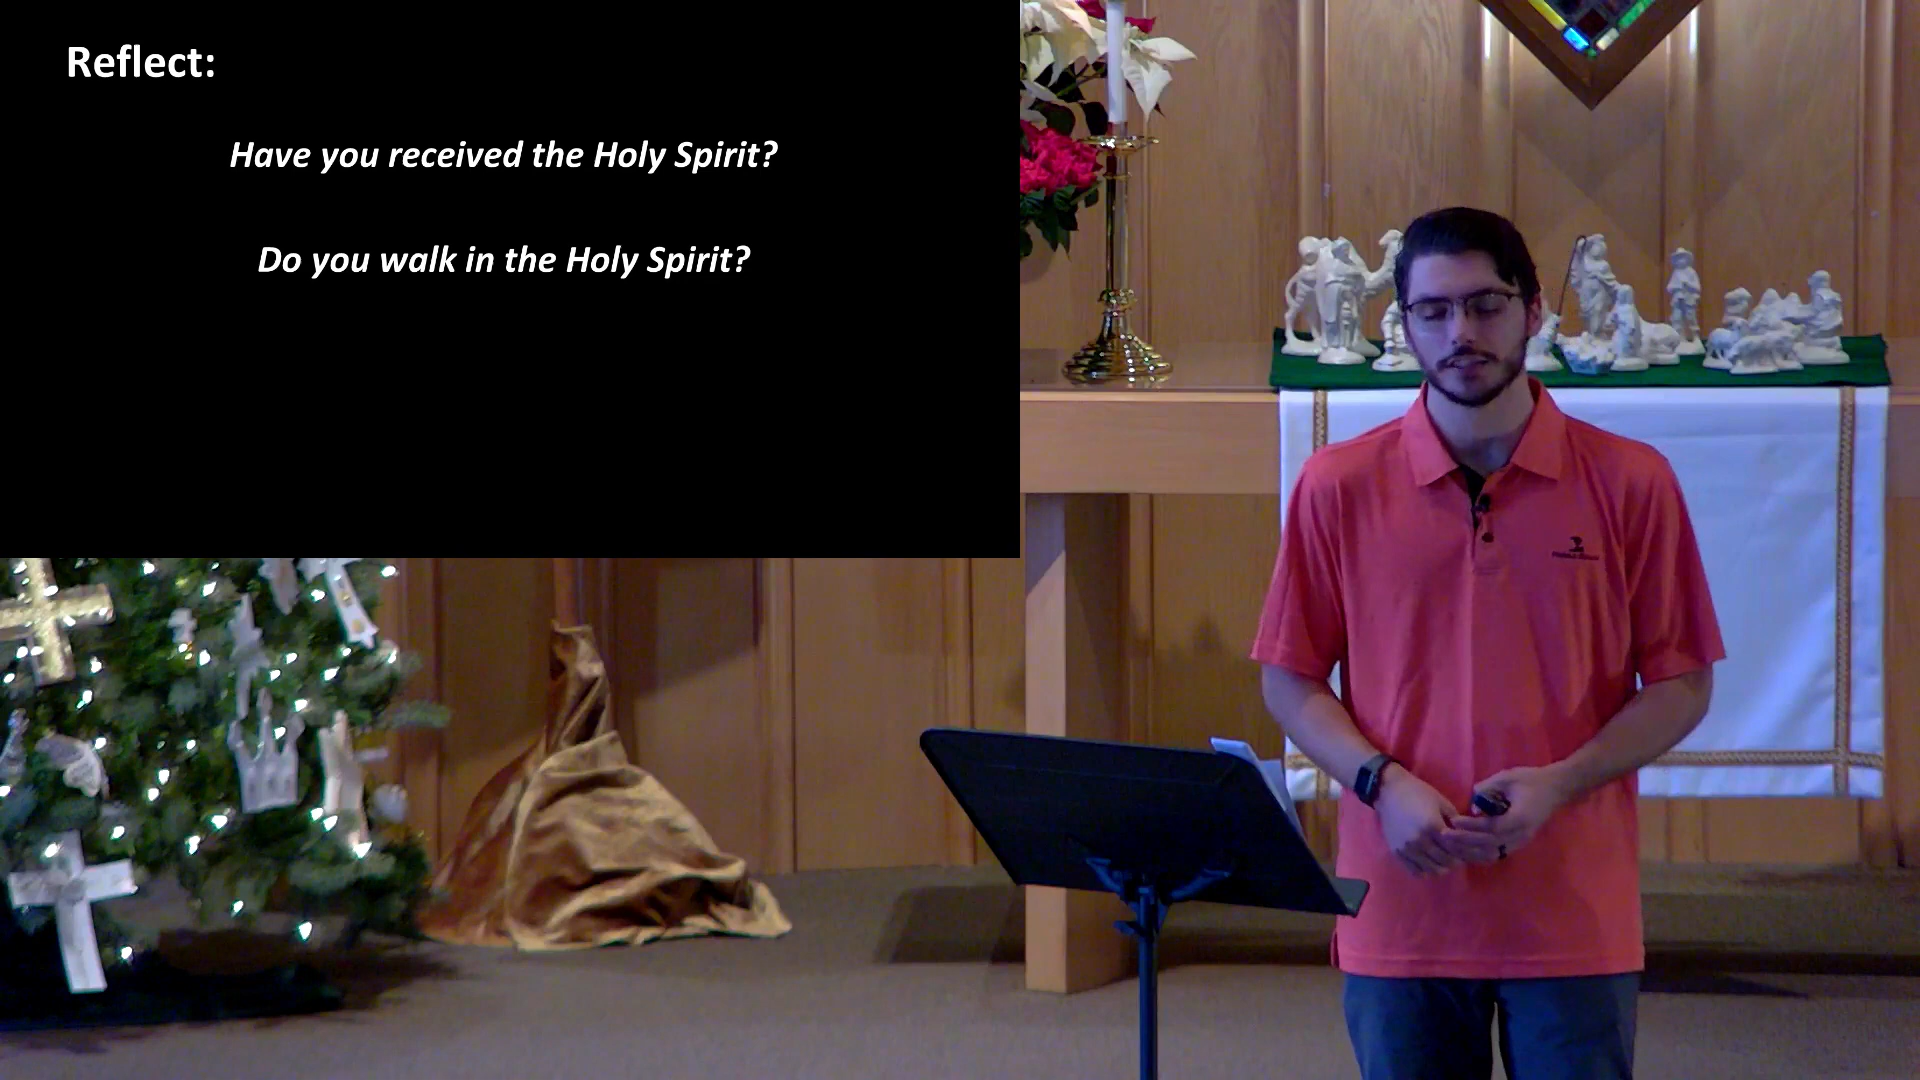 Reflect:
Have you received the Holy Spirit?
Do you walk in the Holy Spirit?